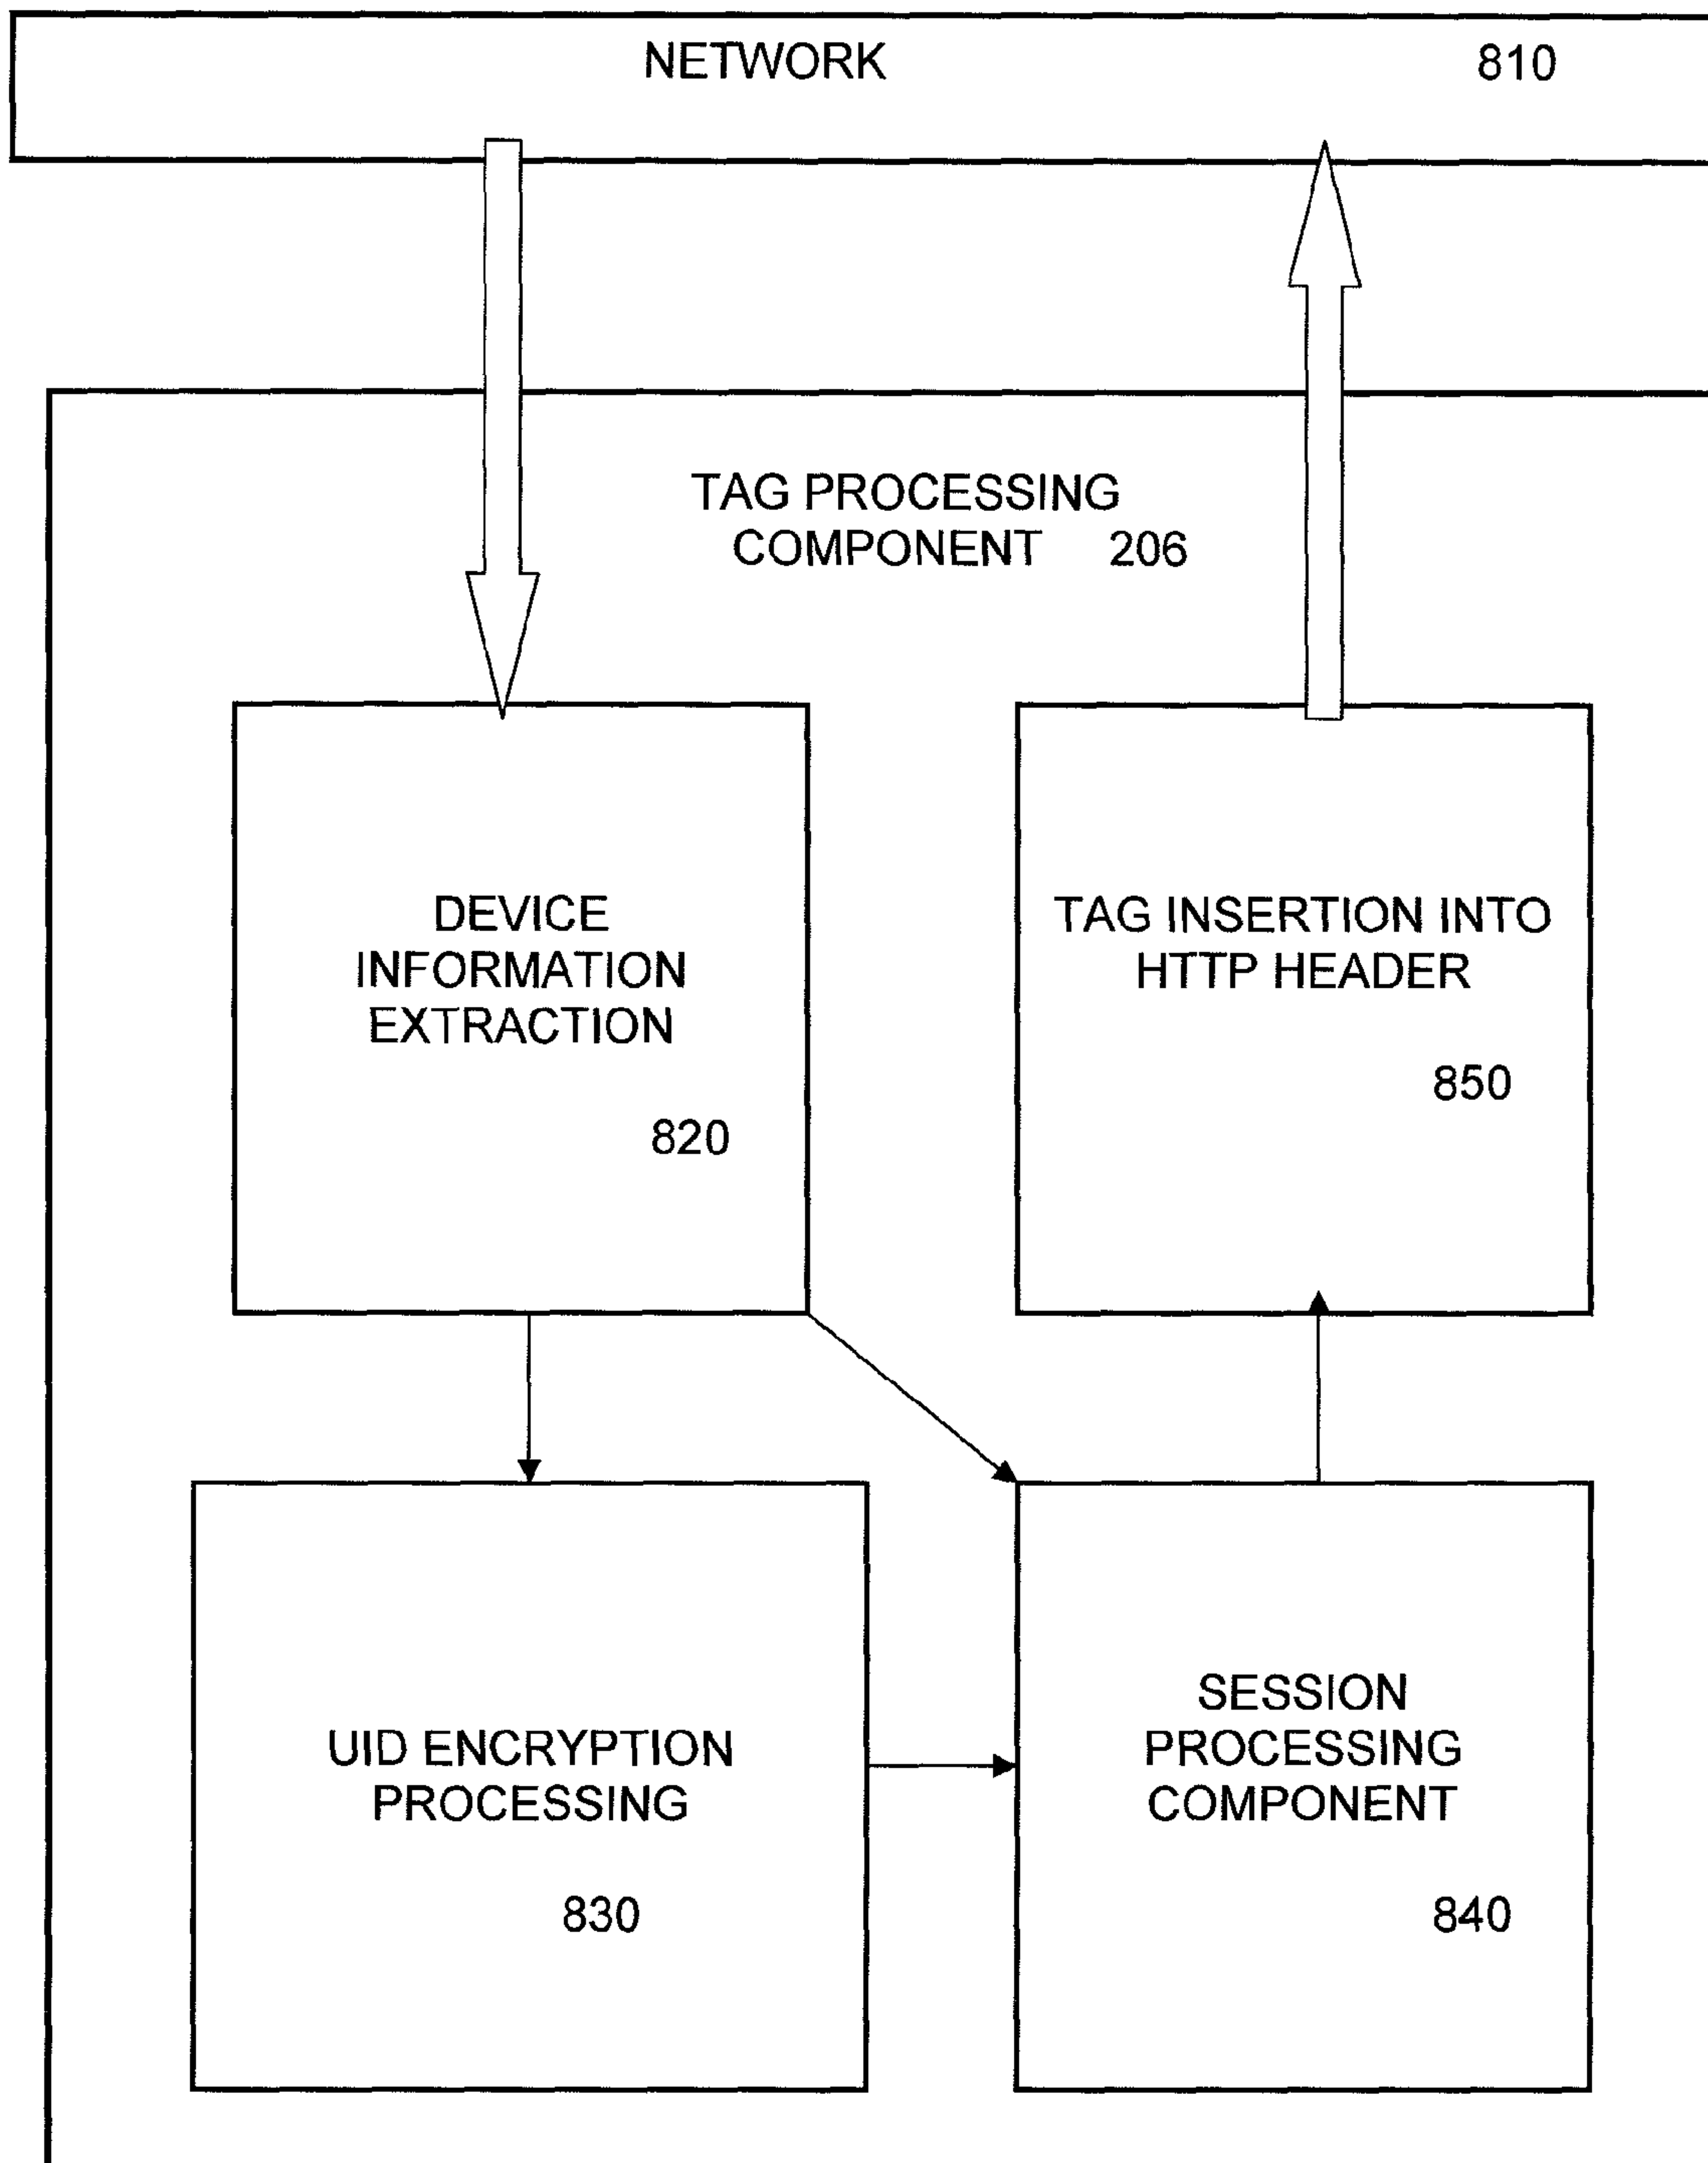 NETWORK 810
TAG PROCESSING
COMPONENT 206
DEVICE
INFORMATION
EXTRACTION
820
TAG INSERTION INTO
HTTP HEADER
850
UID ENCRYPTION
PROCESSING
830
SESSION
PROCESSING
COMPONENT
840